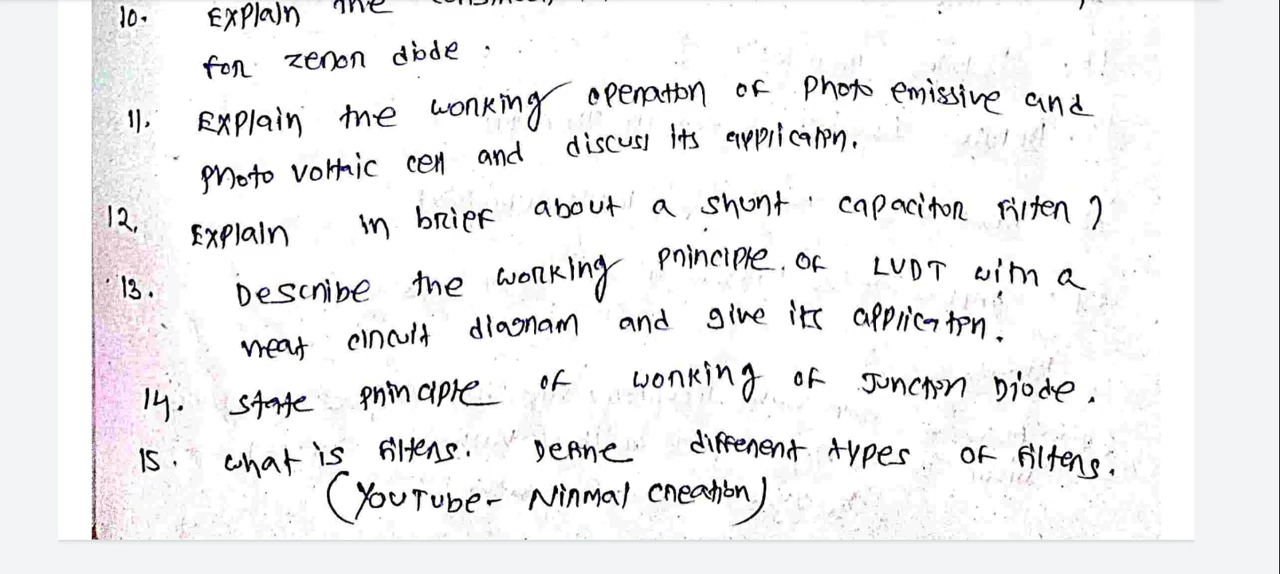 10. Explain the
for zenon diode.
11. Explain the working operation of photo emissive and
photo voltaic cell and discuss its application.
12. Explain in brief about a shunt capacitor filter?
13. Describe the working principle of LVDT with a
neat circuit diagram and give its application.
14. State principle of working of Junction Diode.
15. What is filters. Define different types of filters.
(YouTube- Nirmal creation)